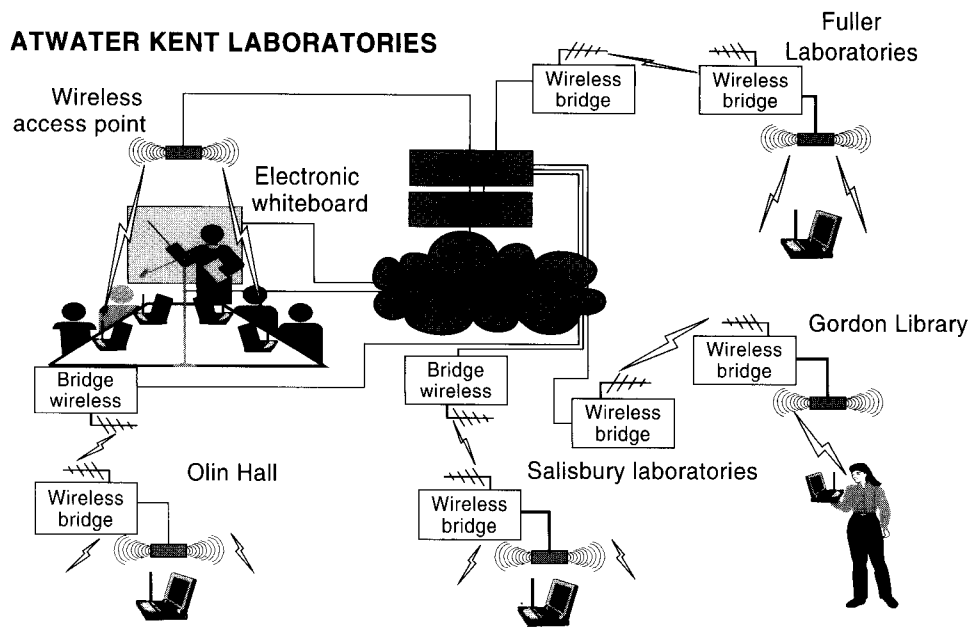 ATWATER KENT LABORATORIES
Fuller
Laboratories
Wireless
access point
Electronic
whiteboard
Wireless
bridge
Wireless
bridge
Gordon Library
Wireless
bridge
Bridge
wireless
Bridge
wireless
Wireless
bridge
Olin Hall
Salisbury laboratories
Wireless
bridge
Wireless
bridge